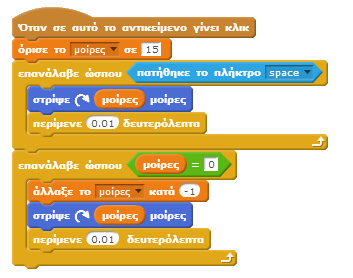 Όταν σε αυτό το αντικείμενο γίνει κλικ
όρισε το μοίρες σε 15
επανάλαβε ώσπου πατήθηκε το πλήκτρο space
στρίψε μοίρες μοίρες
περίμενε 0.01 δευτερόλεπτα
επανάλαβε ώσπου μοίρες = 0
άλλαξε το μοίρες κατά -1
στρίψε μοίρες μοίρες
περίμενε 0.01 δευτερόλεπτα